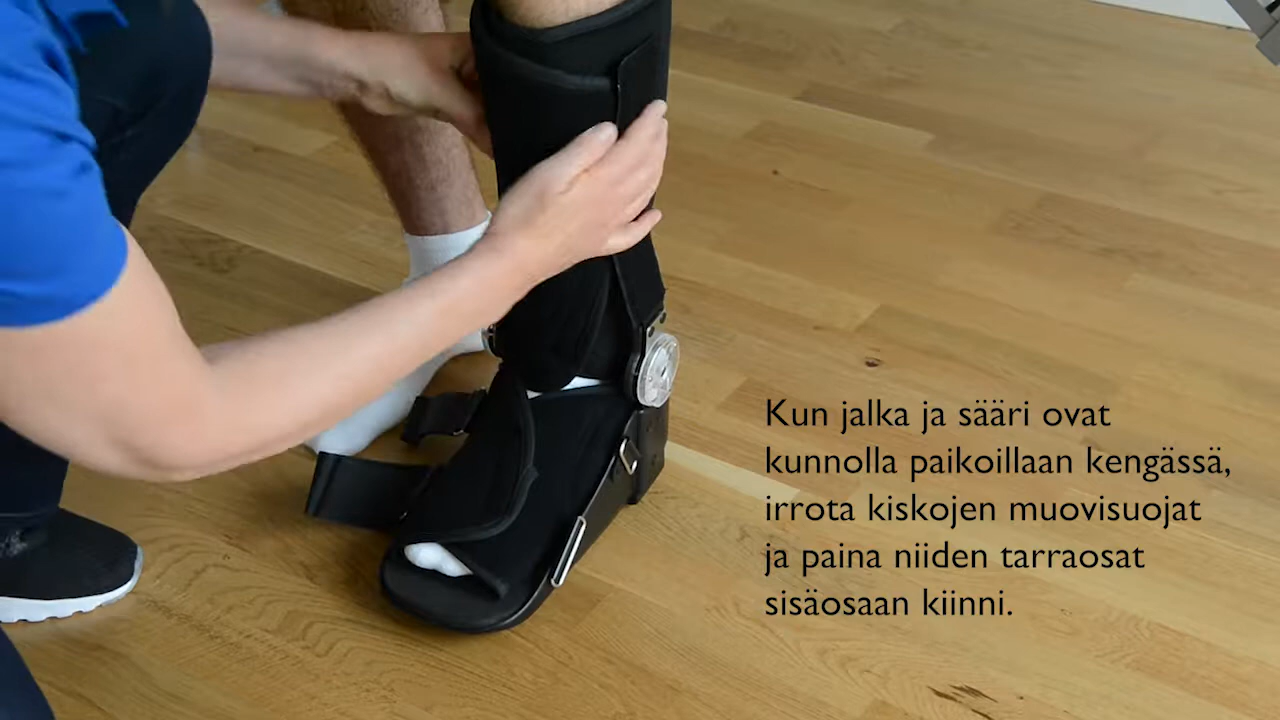 Kun jalka ja sääri ovat
kunnolla paikoillaan kengässä,
irrota kiskojen muovisuojat
ja paina niiden tarraosat
sisäosaan kiinni.